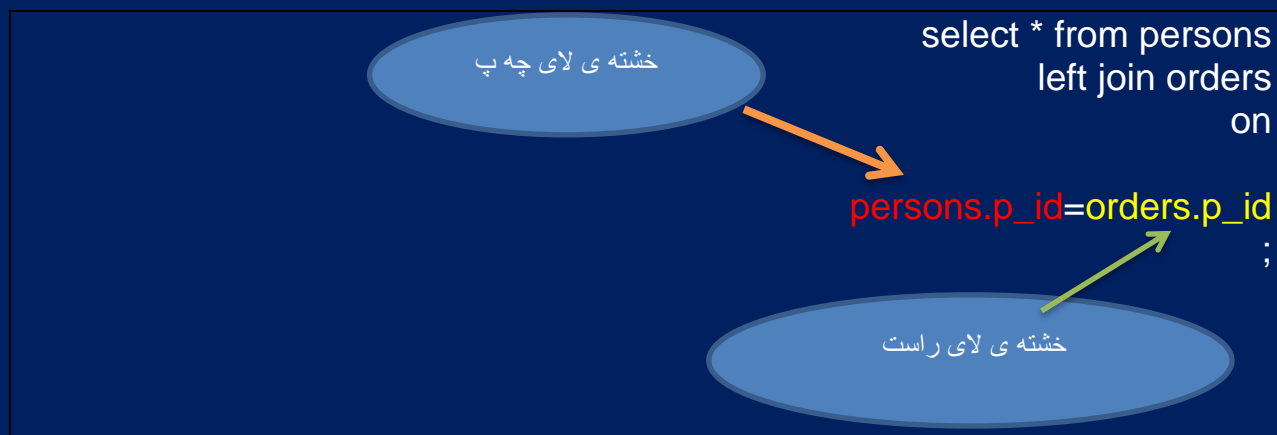 select * from persons
left join orders
on
خشته ی لای چه پ
persons.p_id=orders.p_id
;
خشته ی لای راست